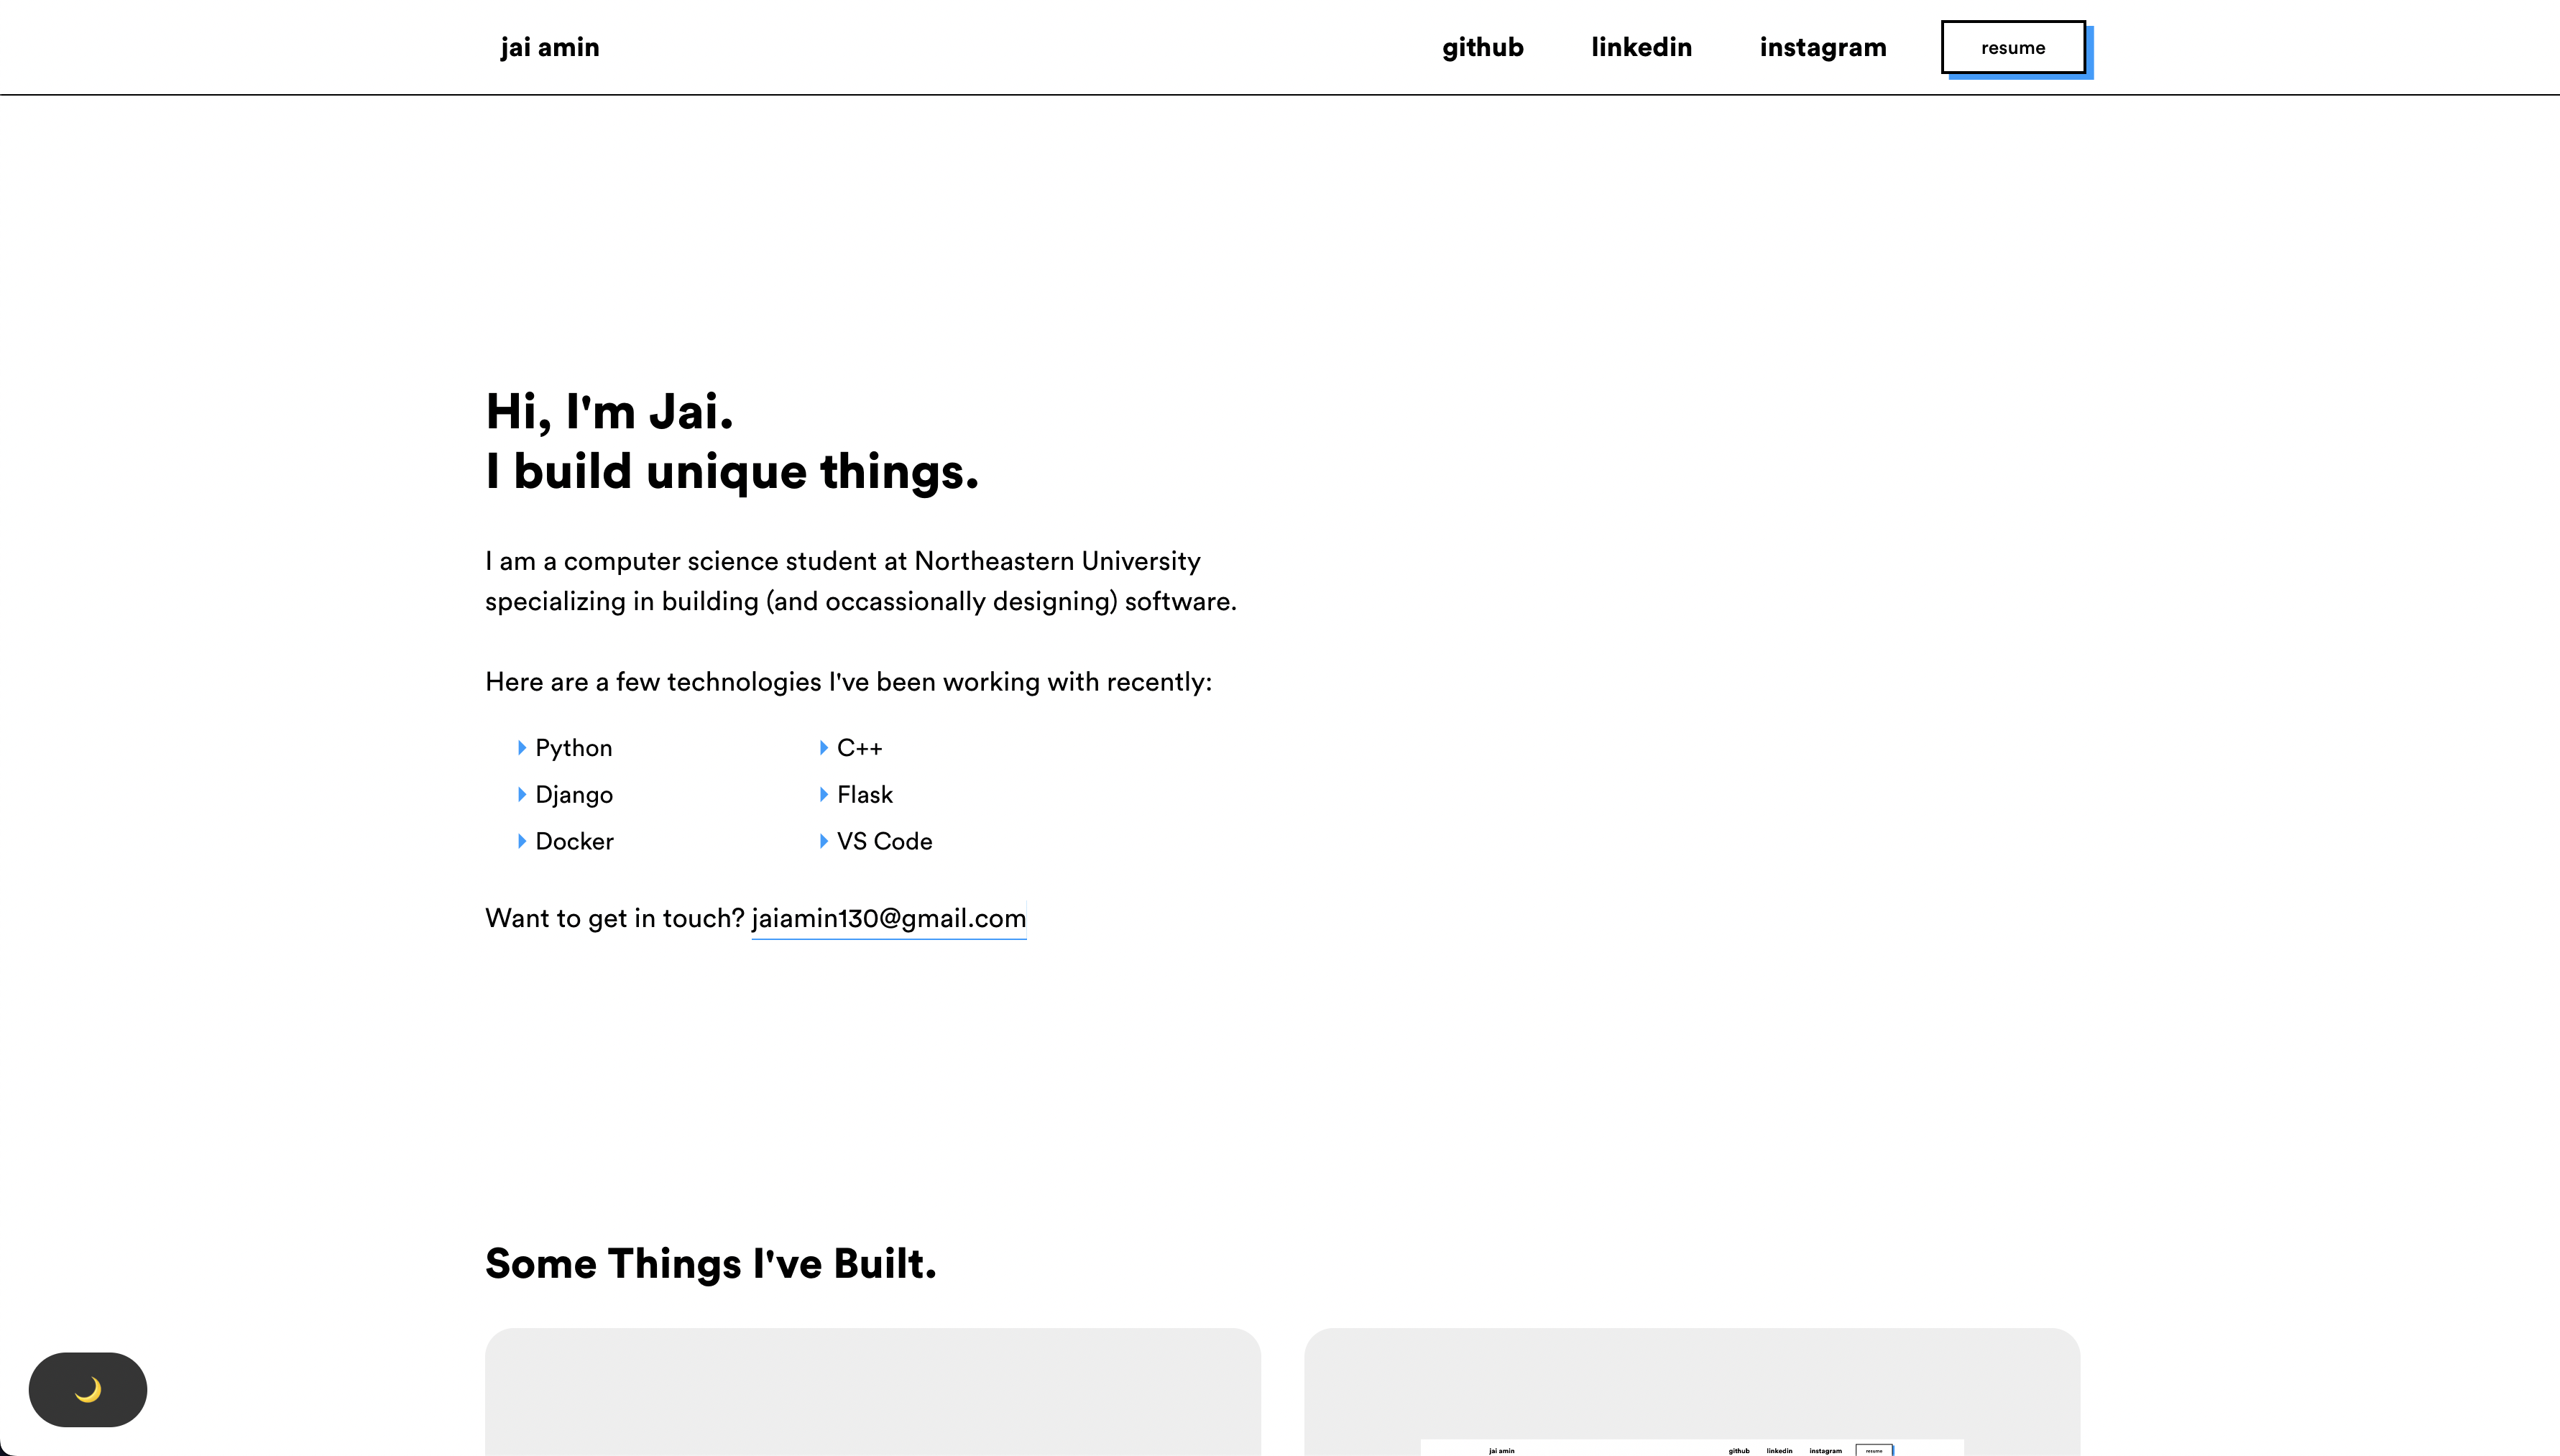 jai amin
github linkedin instagram resume
Hi, I'm Jai.
I build unique things.
I am a computer science student at Northeastern University
specializing in building (and occassionally designing) software.
Here are a few technologies I've been working with recently:
Python C++
Django Flask
Docker VS Code
Want to get in touch? jaiamin130@gmail.com
Some Things I've Built.
jai amin github linkedin instagram resume